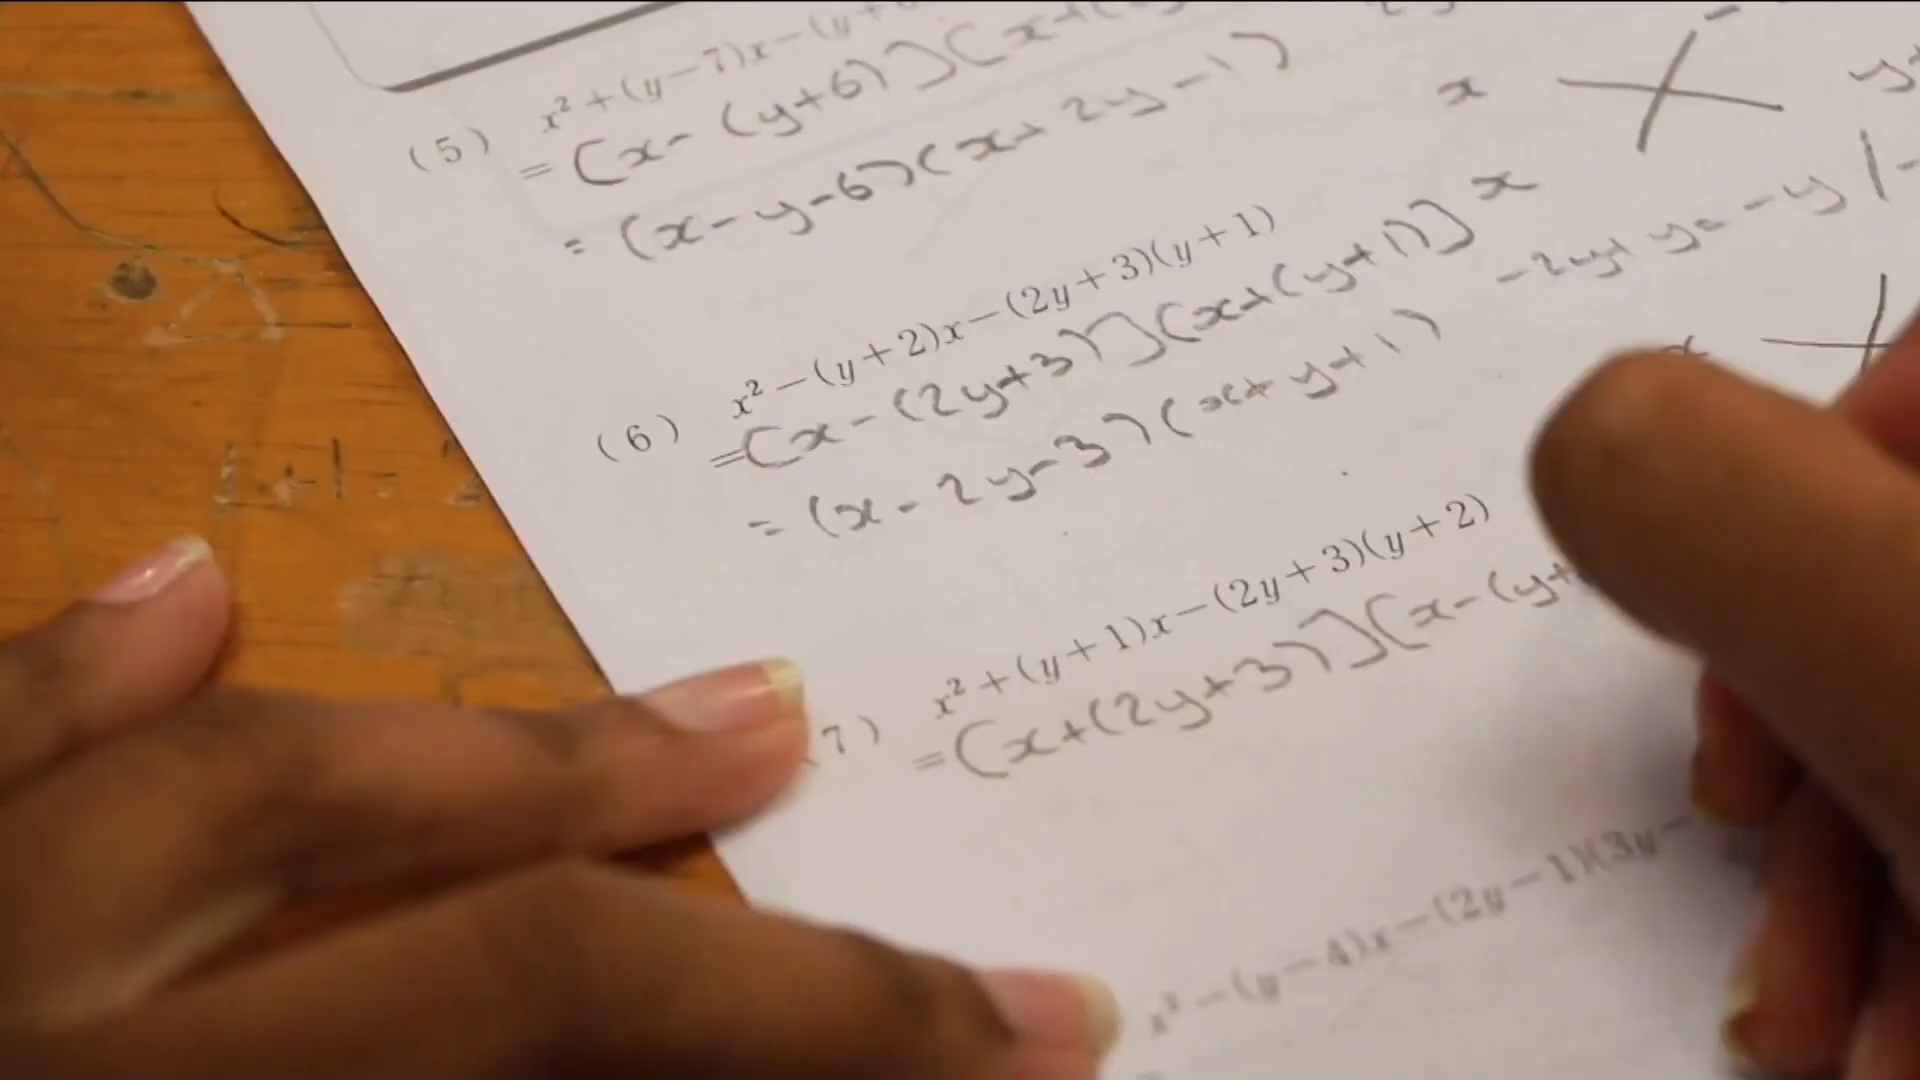 (5) x² + (y − 7)x − (y +
= [x − (y + 6)][x + (
= (x − y − 6)(x + 2y − 1)
x
y+
x
(6) x² − (y + 2)x − (2y + 3)(y + 1)
= [x − (2y + 3)][x + (y + 1)]
= (x − 2y − 3)(x + y + 1)
− 2y + y = − y
(7) x² + (y + 1)x − (2y + 3)(y + 2)
= [x + (2y + 3)][x − (y +
x² − (y − 4)x − (2y − 1)(3y −